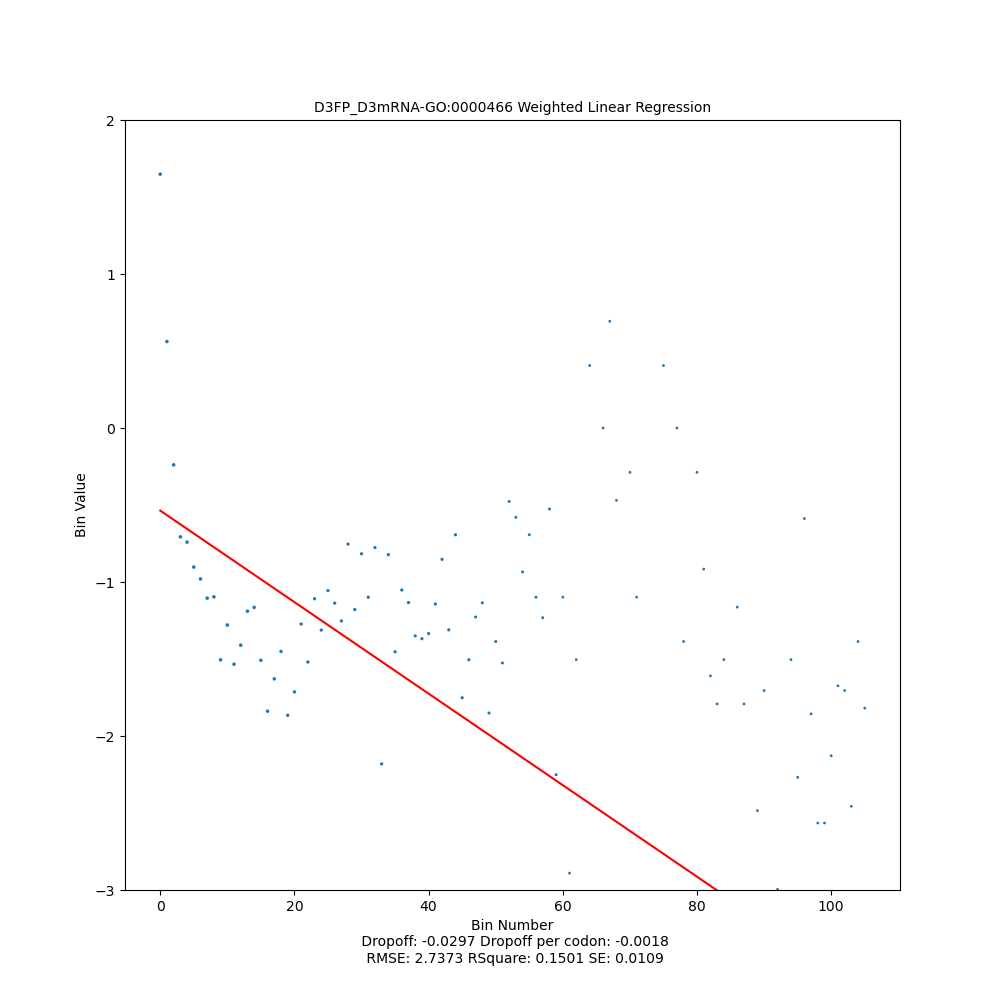 D3FP_D3mRNA-GO:0000466 Weighted Linear Regression
2
1
0
−1
−2
−3
Bin Value
0 20 40 60 80 100
Bin Number
Dropoff: -0.0297 Dropoff per codon: -0.0018
RMSE: 2.7373 RSquare: 0.1501 SE: 0.0109